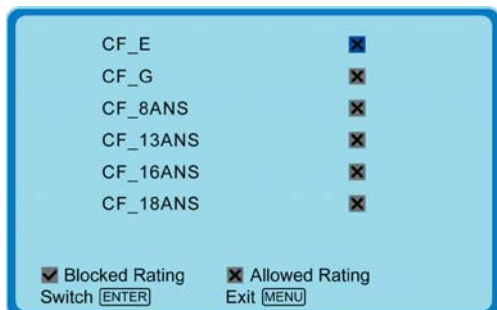 CF_E
CF_G
CF_8ANS
CF_13ANS
CF_16ANS
CF_18ANS
Blocked Rating Allowed Rating
Switch ENTER Exit MENU